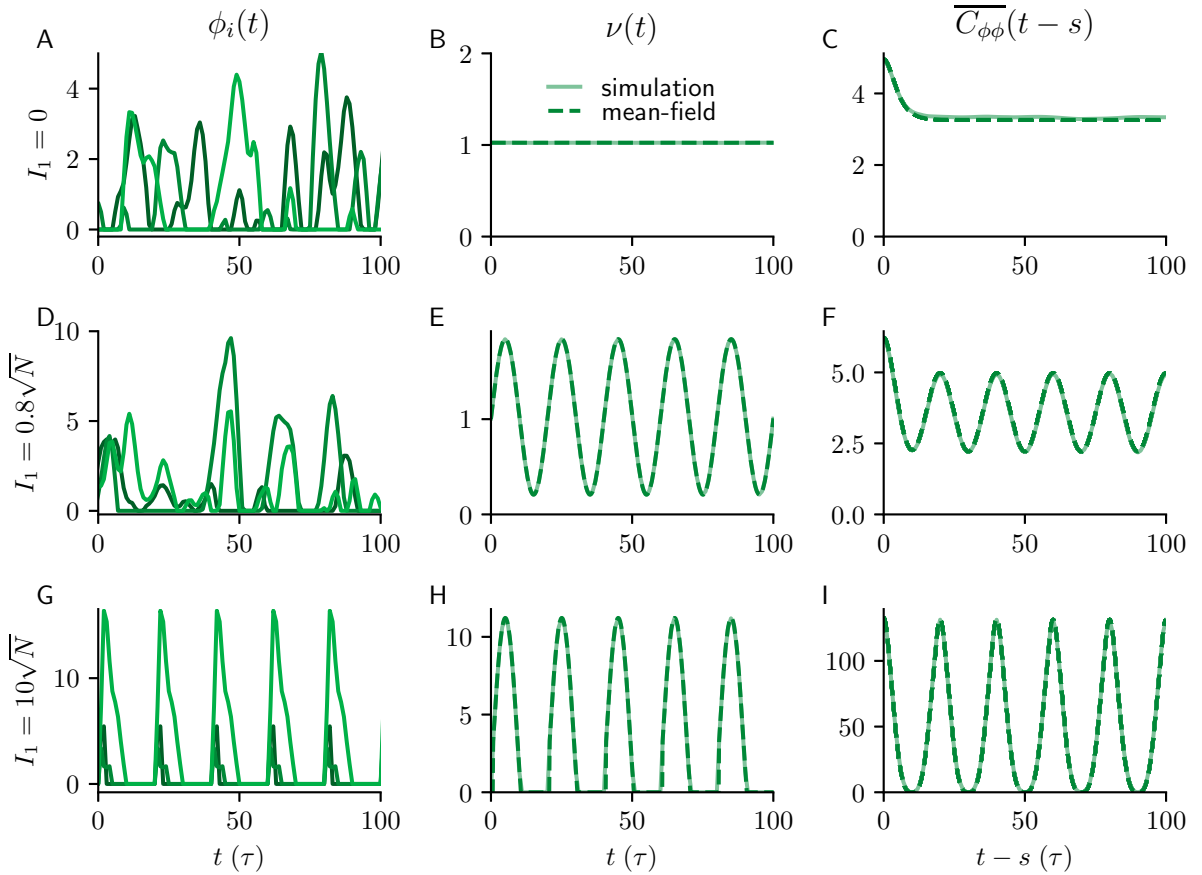 ϕ_i(t) ν(t) \overline{C_{ϕϕ}}(t − s)
A B C
I_1 = 0
4
2
0
0 50 100
2
1
0
0 50 100
simulation
mean-field
4
2
0
0 50 100
D E F
I_1 = 0.8√N
10
5
0
0 50 100
1
0
0 50 100
5.0
2.5
0.0
0 50 100
G H I
I_1 = 10√N
10
0
0 50 100
t (τ)
10
5
0
0 50 100
100
50
0
0 50 100
t − s (τ)